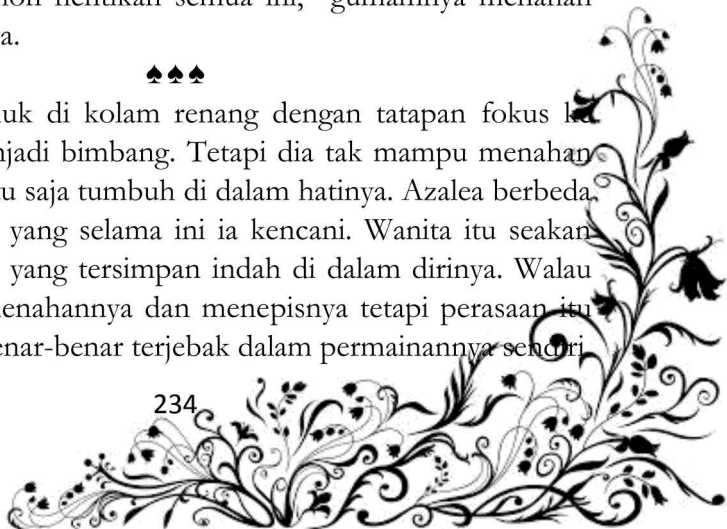 hentikan semua ini," gumamnya menahan
a.
♠♠♠
uk di kolam renang dengan tatapan fokus ke
njadi bimbang. Tetapi dia tak mampu menahan
tu saja tumbuh di dalam hatinya. Azalea berbeda
yang selama ini ia kencani. Wanita itu seakan
yang tersimpan indah di dalam dirinya. Walau
enahannya dan menepisnya tetapi perasaan itu
enar-benar terjebak dalam permainannya sendiri.
234